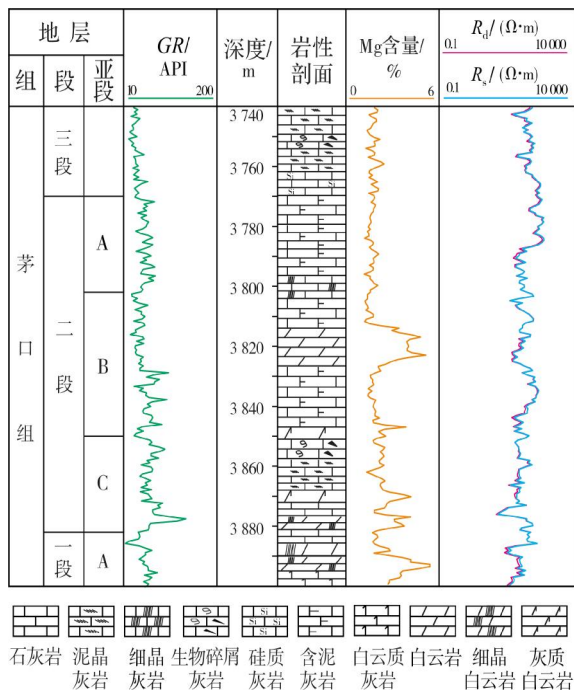 地 层
组 段 亚段
GR/
API
10 200
深度/
m
岩性
剖面
Mg含量/
%
0 6
Rd/(Ω·m)
0.1 10 000
Rs/(Ω·m)
0.1 10 000
茅口组
三段
二段
一段
A
B
C
A
3 740
3 760
3 780
3 800
3 820
3 840
3 860
3 880
石灰岩
泥晶
灰岩
细晶
灰岩
生物碎屑
灰岩
硅质
灰岩
含泥
灰岩
白云质
灰岩
白云岩
细晶
白云岩
灰质
白云岩
Si
Si Si
Si